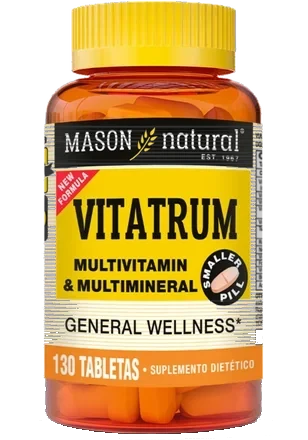 MASON natural®
EST. 1967
NEW
FORMULA
VITATRUM
MULTIVITAMIN
& MULTIMINERAL
SMALLER
PILL
GENERAL WELLNESS*
130 TABLETAS • SUPLEMENTO DIETÉTICO